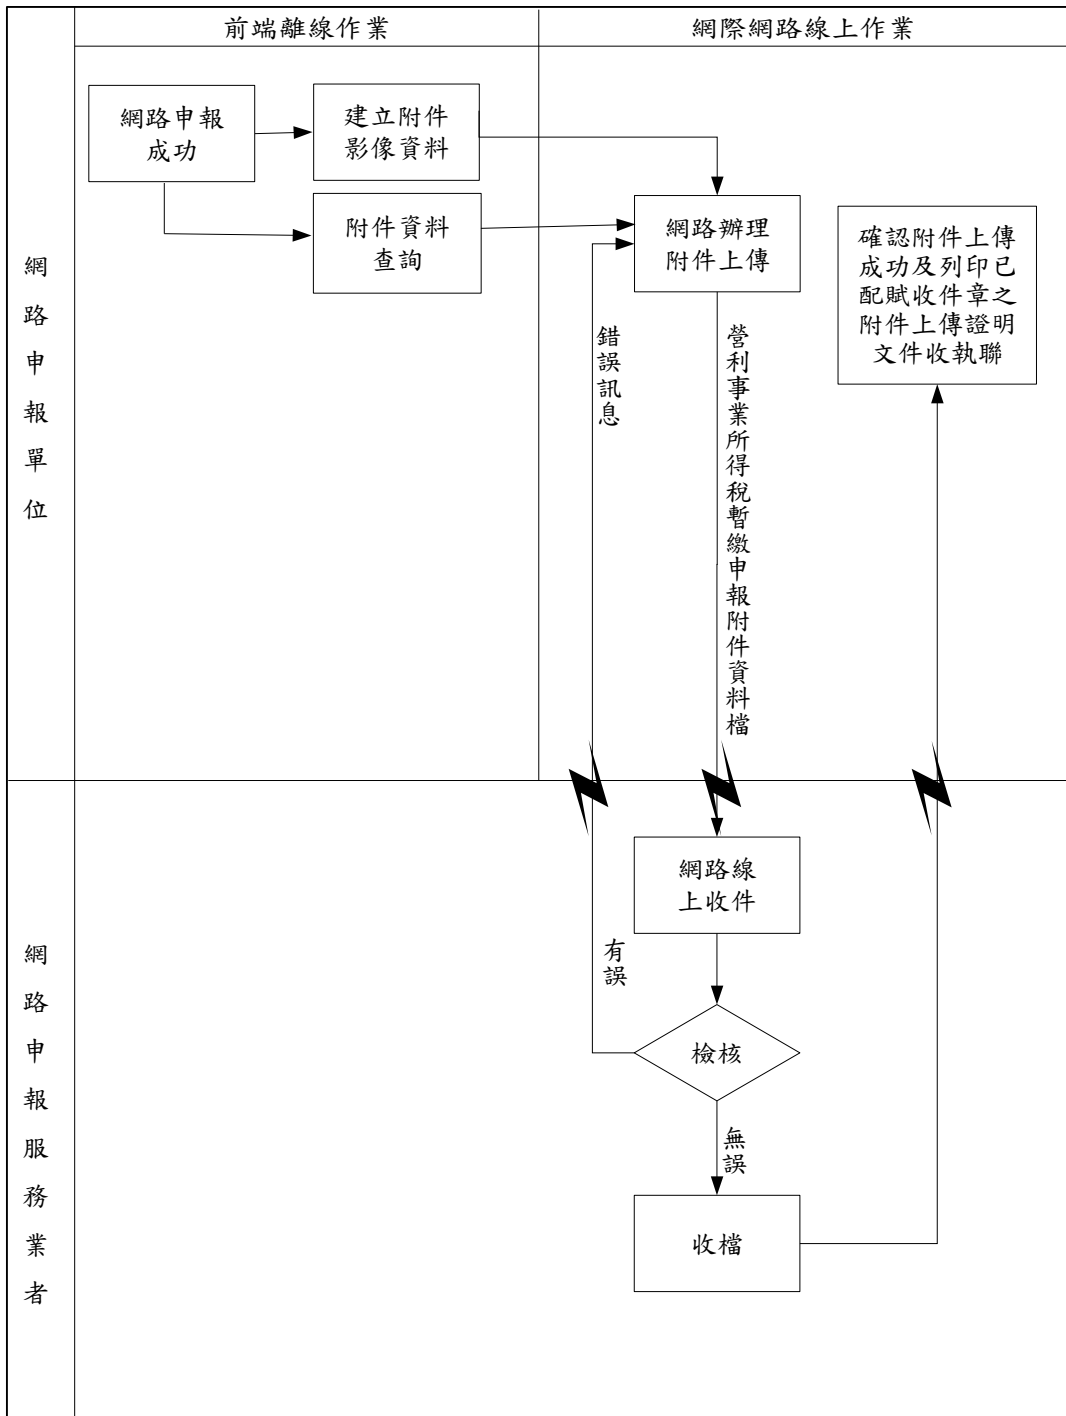 前端離線作業
網際網路線上作業
網路申報單位
網路申報
成功
建立附件
影像資料
附件資料
查詢
網路辦理
附件上傳
確認附件上傳
成功及列印已
配賦收件章之
附件上傳證明
文件收執聯
錯誤訊息
營利事業所得稅暫繳申報附件資料檔
網路申報服務業者
網路線
上收件
有誤
檢核
無誤
收檔